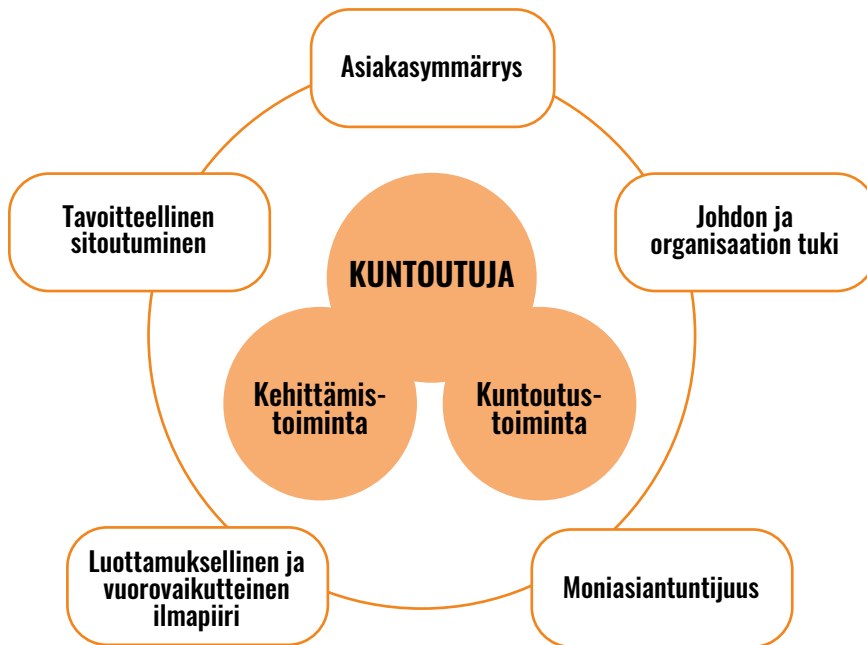 Asiakasymmärrys
Tavoitteellinen
sitoutuminen
Johdon ja
organisaation tuki
KUNTOUTUJA
Kehittämis-
toiminta
Kuntoutus-
toiminta
Luottamuksellinen ja
vuorovaikutteinen
ilmapiiri
Moniasiantuntijuus